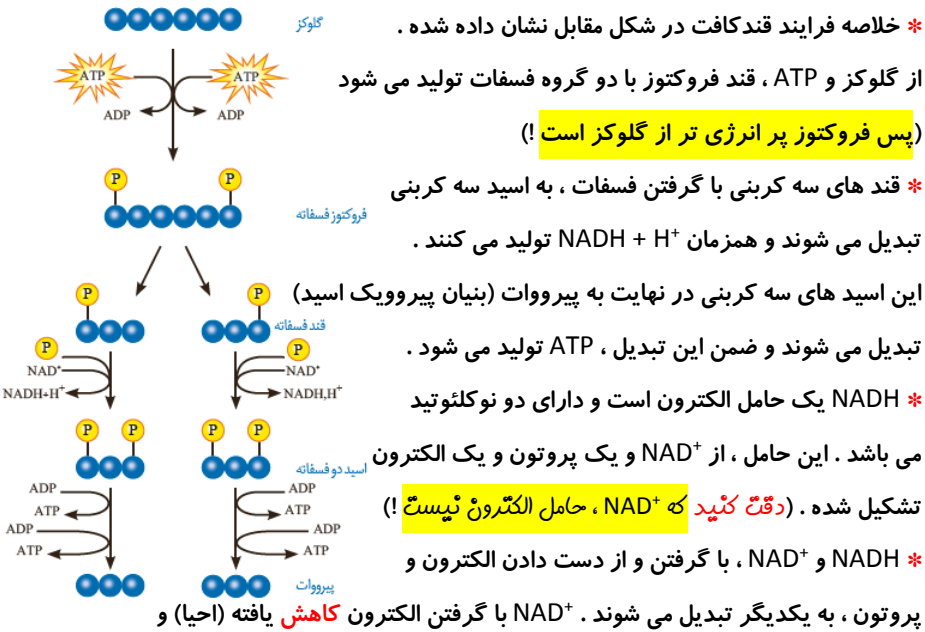 * خلاصه فرایند قندکافت در شکل مقابل نشان داده شده .
از گلوکز و ATP ، قند فروکتوز با دو گروه فسفات تولید می شود
(پس فروکتوز پر انرژی تر از گلوکز است !)
* قند های سه کربنی با گرفتن فسفات ، به اسید سه کربنی
تبدیل می شوند و همزمان NADH + H⁺ تولید می کنند .
این اسید های سه کربنی در نهایت به پیرووات (بنیان پیروویک اسید)
تبدیل می شوند و ضمن این تبدیل ، ATP تولید می شود .
* NADH یک حامل الکترون است و دارای دو نوکلئوتید
می باشد . این حامل ، از NAD⁺ و یک پروتون و یک الکترون
تشکیل شده . (دقت کنید که NAD⁺ ، حامل الکترون نیست !)
* NADH و NAD⁺ ، با گرفتن و از دست دادن الکترون و
پروتون ، به یکدیگر تبدیل می شوند . NAD⁺ با گرفتن الکترون کاهش یافته (احیا) و
گلوکز
ATP
ATP
ADP
ADP
P
P
فروکتوز فسفاته
P
P
قند فسفاته
P
P
NAD⁺
NAD⁺
NADH+H⁺
NADH,H⁺
P
P
P
P
اسید دو فسفاته
ADP
ADP
ATP
ATP
ADP
ADP
ATP
ATP
پیرووات